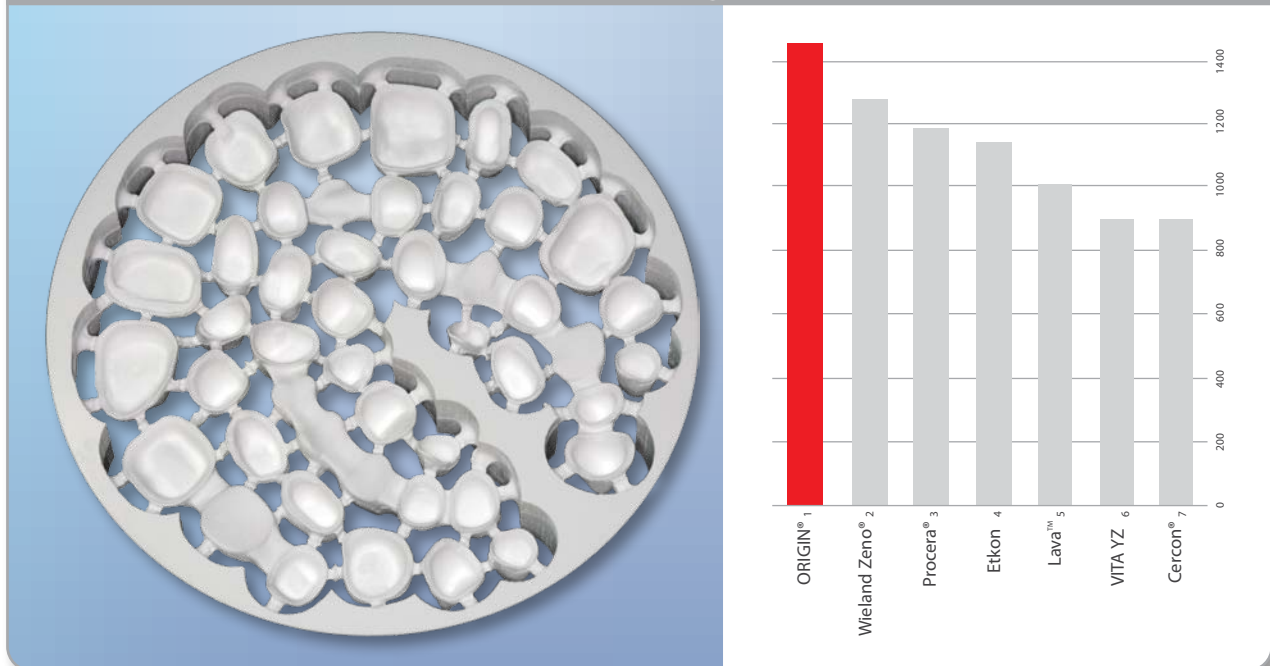 1400
1200
1000
800
600
400
200
0
ORIGIN® 1
Wieland Zeno® 2
Procera® 3
Etkon 4
Lava™ 5
VITA YZ 6
Cercon® 7